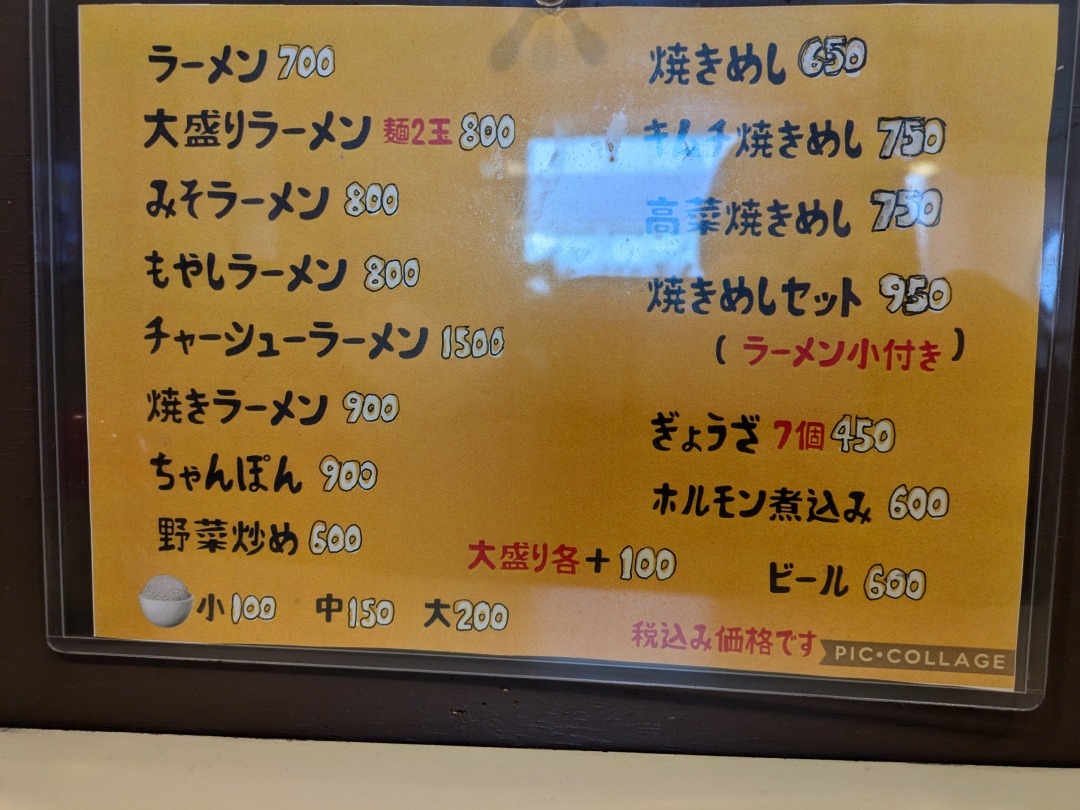 ラーメン 700
大盛りラーメン 麺2玉 800
みそラーメン 800
もやしラーメン 800
チャーシューラーメン 1500
焼きラーメン 900
ちゃんぽん 900
野菜炒め 600
小100 中150 大200
大盛り各+100
焼きめし 650
キムチ焼きめし 750
高菜焼きめし 750
焼きめしセット 950
(ラーメン小付き)
ぎょうざ 7個 450
ホルモン煮込み 600
ビール 600
税込み価格です
PIC•COLLAGE